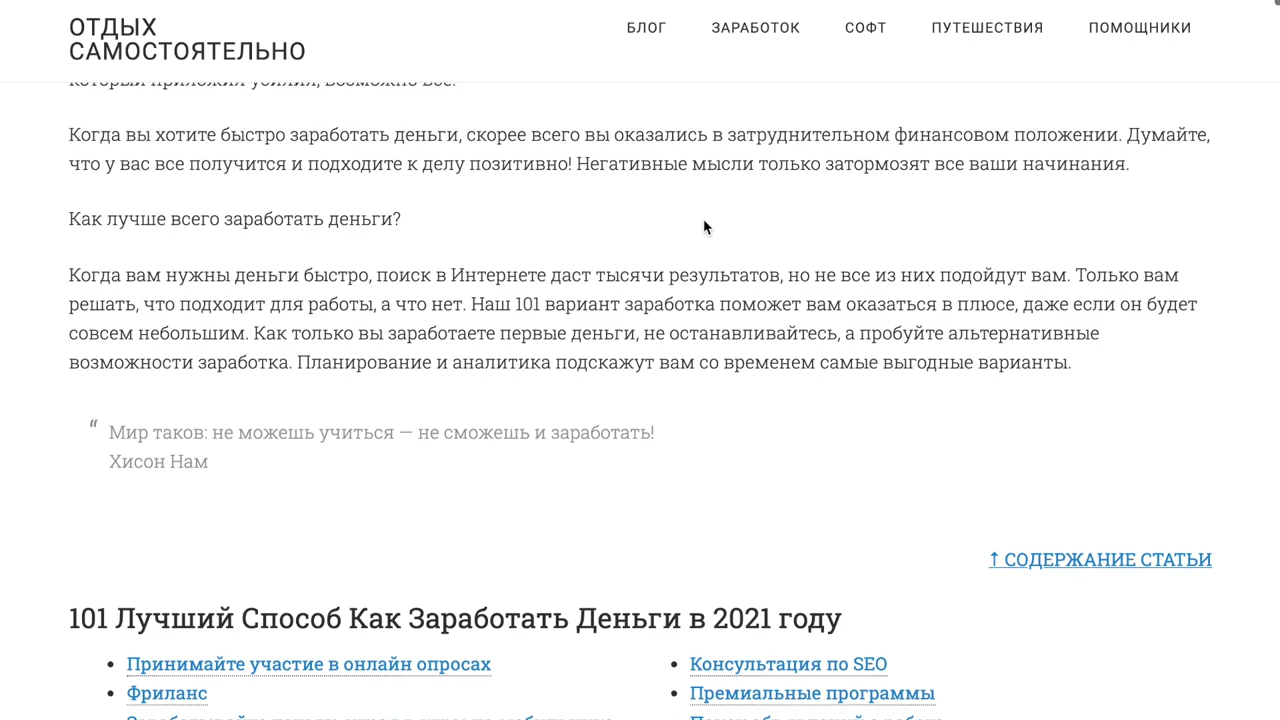 ОТДЫХ
САМОСТОЯТЕЛЬНО
БЛОГ ЗАРАБОТОК СОФТ ПУТЕШЕСТВИЯ ПОМОЩНИКИ
который приложил усилия, возможно все.
Когда вы хотите быстро заработать деньги, скорее всего вы оказались в затруднительном финансовом положении. Думайте,
что у вас все получится и подходите к делу позитивно! Негативные мысли только затормозят все ваши начинания.
Как лучше всего заработать деньги?
Когда вам нужны деньги быстро, поиск в Интернете даст тысячи результатов, но не все из них подойдут вам. Только вам
решать, что подходит для работы, а что нет. Наш 101 вариант заработка поможет вам оказаться в плюсе, даже если он будет
совсем небольшим. Как только вы заработаете первые деньги, не останавливайтесь, а пробуйте альтернативные
возможности заработка. Планирование и аналитика подскажут вам со временем самые выгодные варианты.
“ Мир таков: не можешь учиться — не сможешь и заработать!
Хисон Нам
↑ СОДЕРЖАНИЕ СТАТЬИ
101 Лучший Способ Как Заработать Деньги в 2021 году
• Принимайте участие в онлайн опросах
• Фриланс
• Консультация по SEO
• Премиальные программы